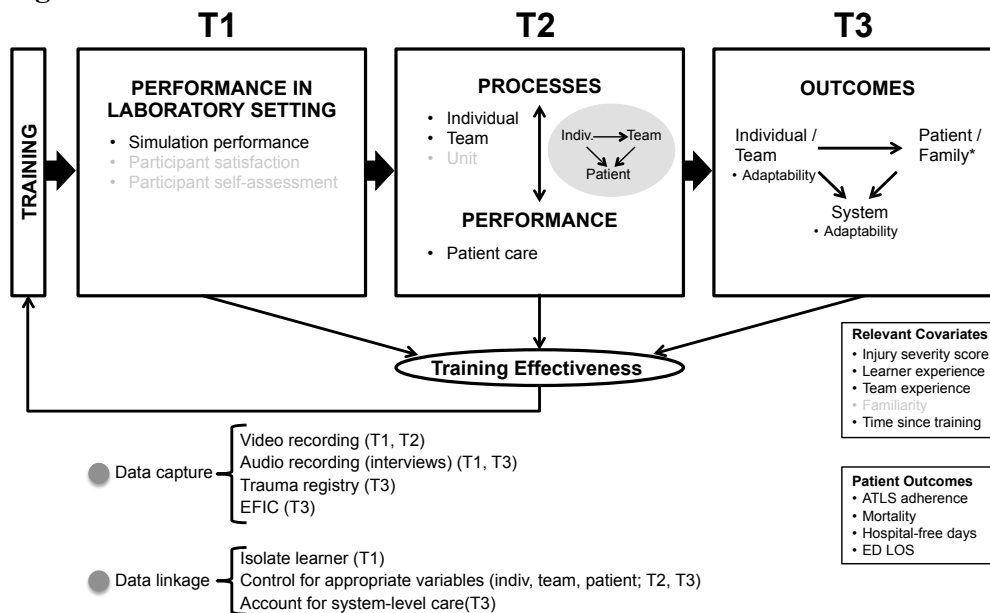 T1
T2
T3
TRAINING
PERFORMANCE IN
LABORATORY SETTING
• Simulation performance
• Participant satisfaction
• Participant self-assessment
PROCESSES
• Individual
• Team
• Unit
Indiv.
Team
Patient
PERFORMANCE
• Patient care
OUTCOMES
Individual /
Team
• Adaptability
Patient /
Family*
System
• Adaptability
Training Effectiveness
Relevant Covariates
• Injury severity score
• Learner experience
• Team experience
• Familiarity
• Time since training
Data capture
Video recording (T1, T2)
Audio recording (interviews) (T1, T3)
Trauma registry (T3)
EFIC (T3)
Patient Outcomes
• ATLS adherence
• Mortality
• Hospital-free days
• ED LOS
Data linkage
Isolate learner (T1)
Control for appropriate variables (indiv, team, patient; T2, T3)
Account for system-level care(T3)